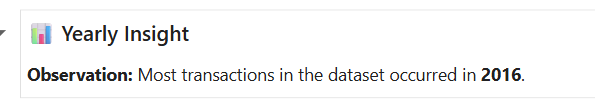 Yearly Insight
Observation: Most transactions in the dataset occurred in 2016.